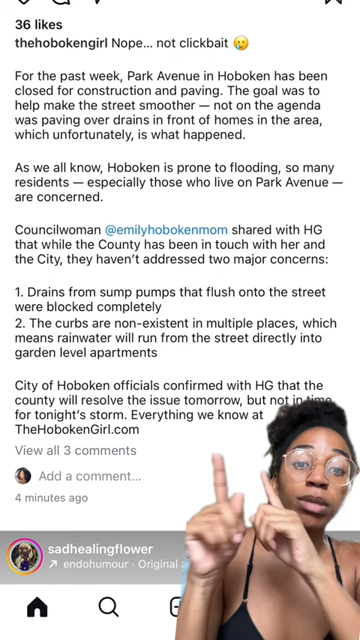 36 likes
thehobokengirl Nope... not clickbait 🥲
For the past week, Park Avenue in Hoboken has been
closed for construction and paving. The goal was to
help make the street smoother — not on the agenda
was paving over drains in front of homes in the area,
which unfortunately, is what happened.
As we all know, Hoboken is prone to flooding, so many
residents — especially those who live on Park Avenue —
are concerned.
Councilwoman @emilyhobokenmom shared with HG
that while the County has been in touch with her and
the City, they haven't addressed two major concerns:
1. Drains from sump pumps that flush onto the street
were blocked completely
2. The curbs are non-existent in multiple places, which
means rainwater will run from the street directly into
garden level apartments
City of Hoboken officials confirmed with HG that the
county will resolve the issue tomorrow, but not in time
for tonight's storm. Everything we know at
TheHobokenGirl.com
View all 3 comments
Add a comment...
4 minutes ago
sadhealingflower
endohumour · Original